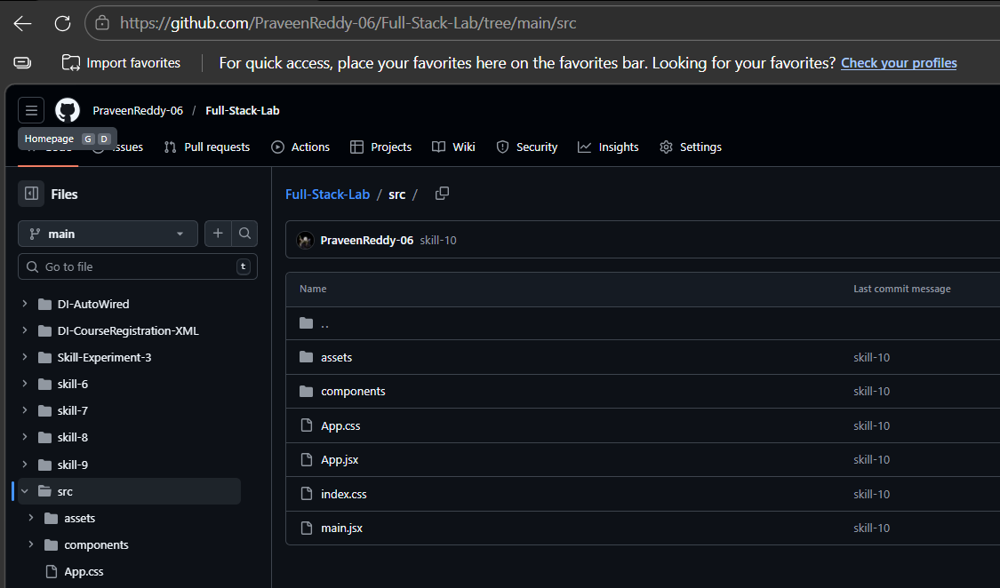 https://github.com/PraveenReddy-06/Full-Stack-Lab/tree/main/src
Import favorites For quick access, place your favorites here on the favorites bar. Looking for your favorites? Check your profiles
PraveenReddy-06 / Full-Stack-Lab
Homepage G D
Pull requests Actions Projects Wiki Security Insights Settings
Files
Full-Stack-Lab / src /
main
PraveenReddy-06 skill-10
Go to file t
Name Last commit message
DI-AutoWired
..
DI-CourseRegistration-XML
Skill-Experiment-3
assets skill-10
skill-6
components skill-10
skill-7
App.css skill-10
skill-8
App.jsx skill-10
skill-9
src
index.css skill-10
assets
main.jsx skill-10
components
App.css